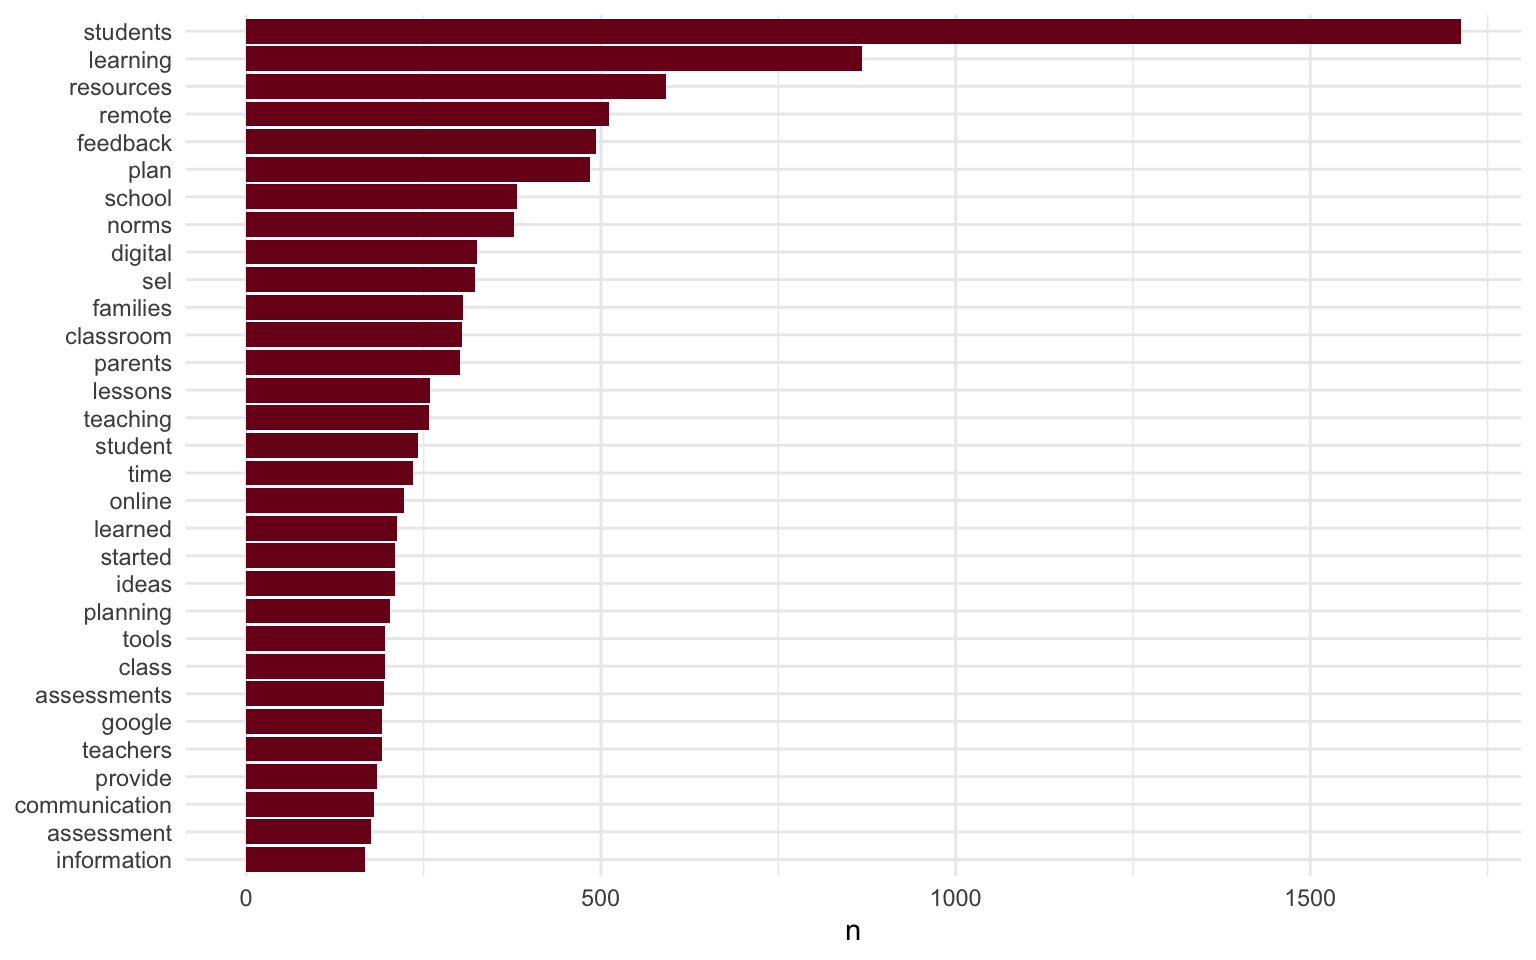 students
learning
resources
remote
feedback
plan
school
norms
digital
sel
families
classroom
parents
lessons
teaching
student
time
online
learned
started
ideas
planning
tools
class
assessments
google
teachers
provide
communication
assessment
information
0 500 1000 1500
n